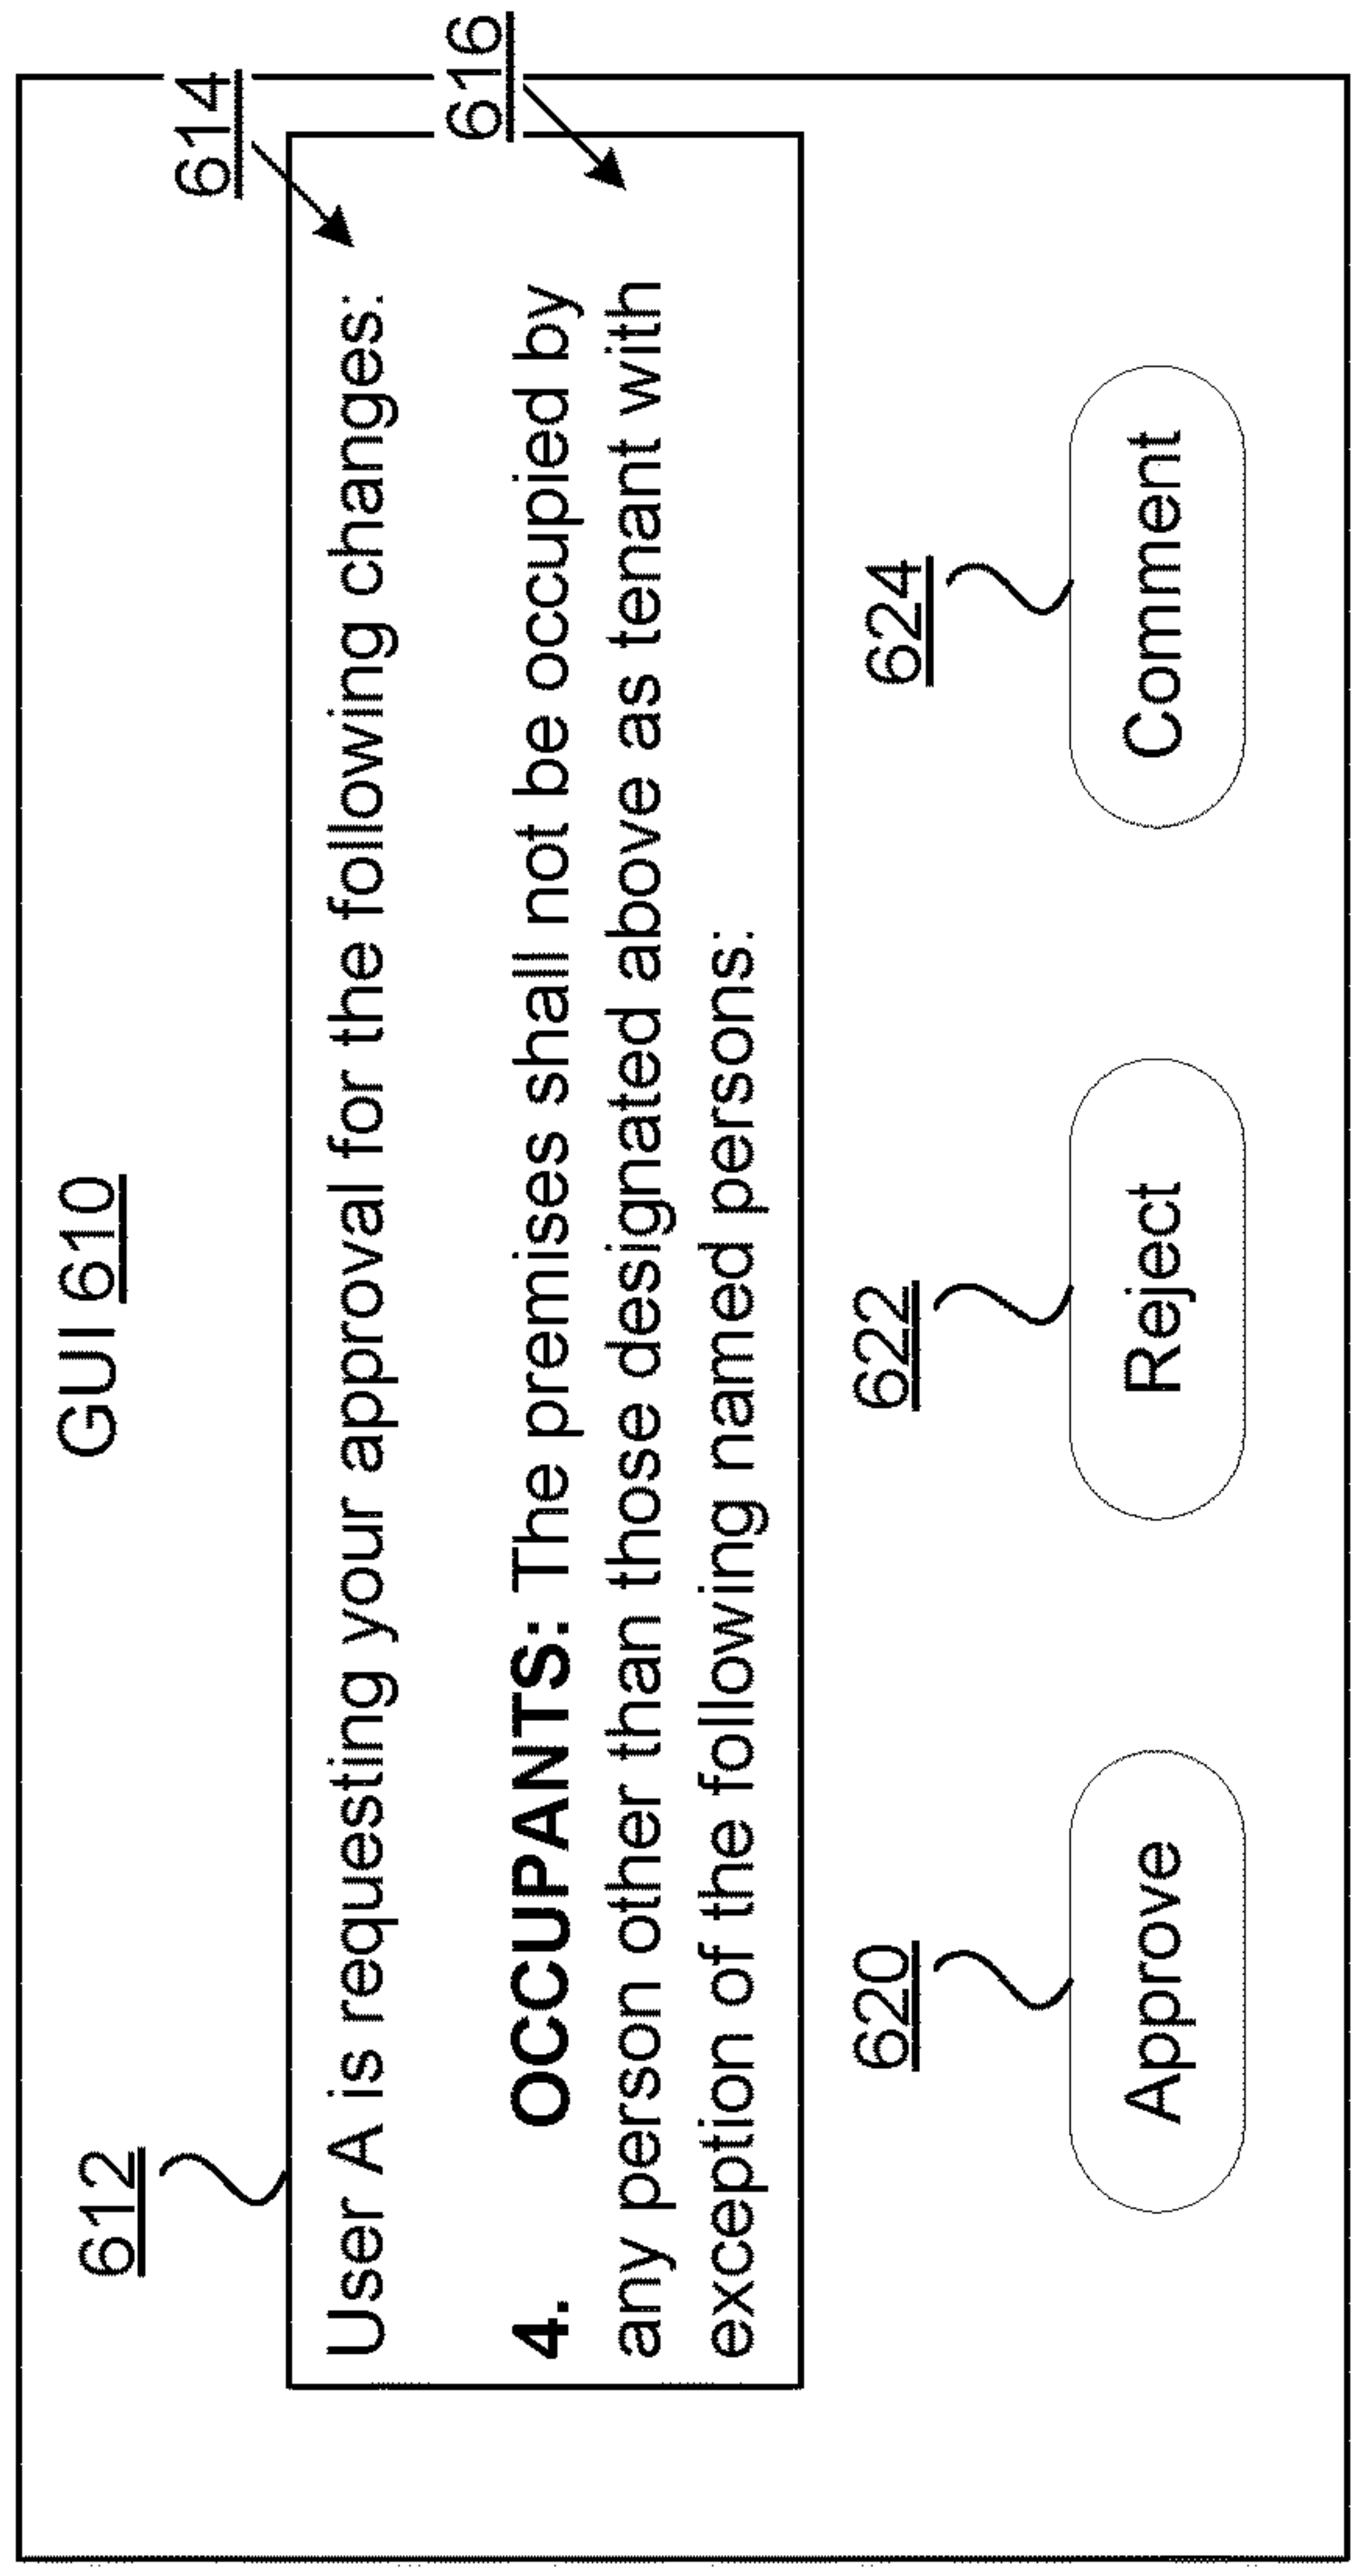 GUI 610
612
614
User A is requesting your approval for the following changes:
616
4. OCCUPANTS: The premises shall not be occupied by
any person other than those designated above as tenant with
exception of the following named persons:
620
622
624
Approve
Reject
Comment